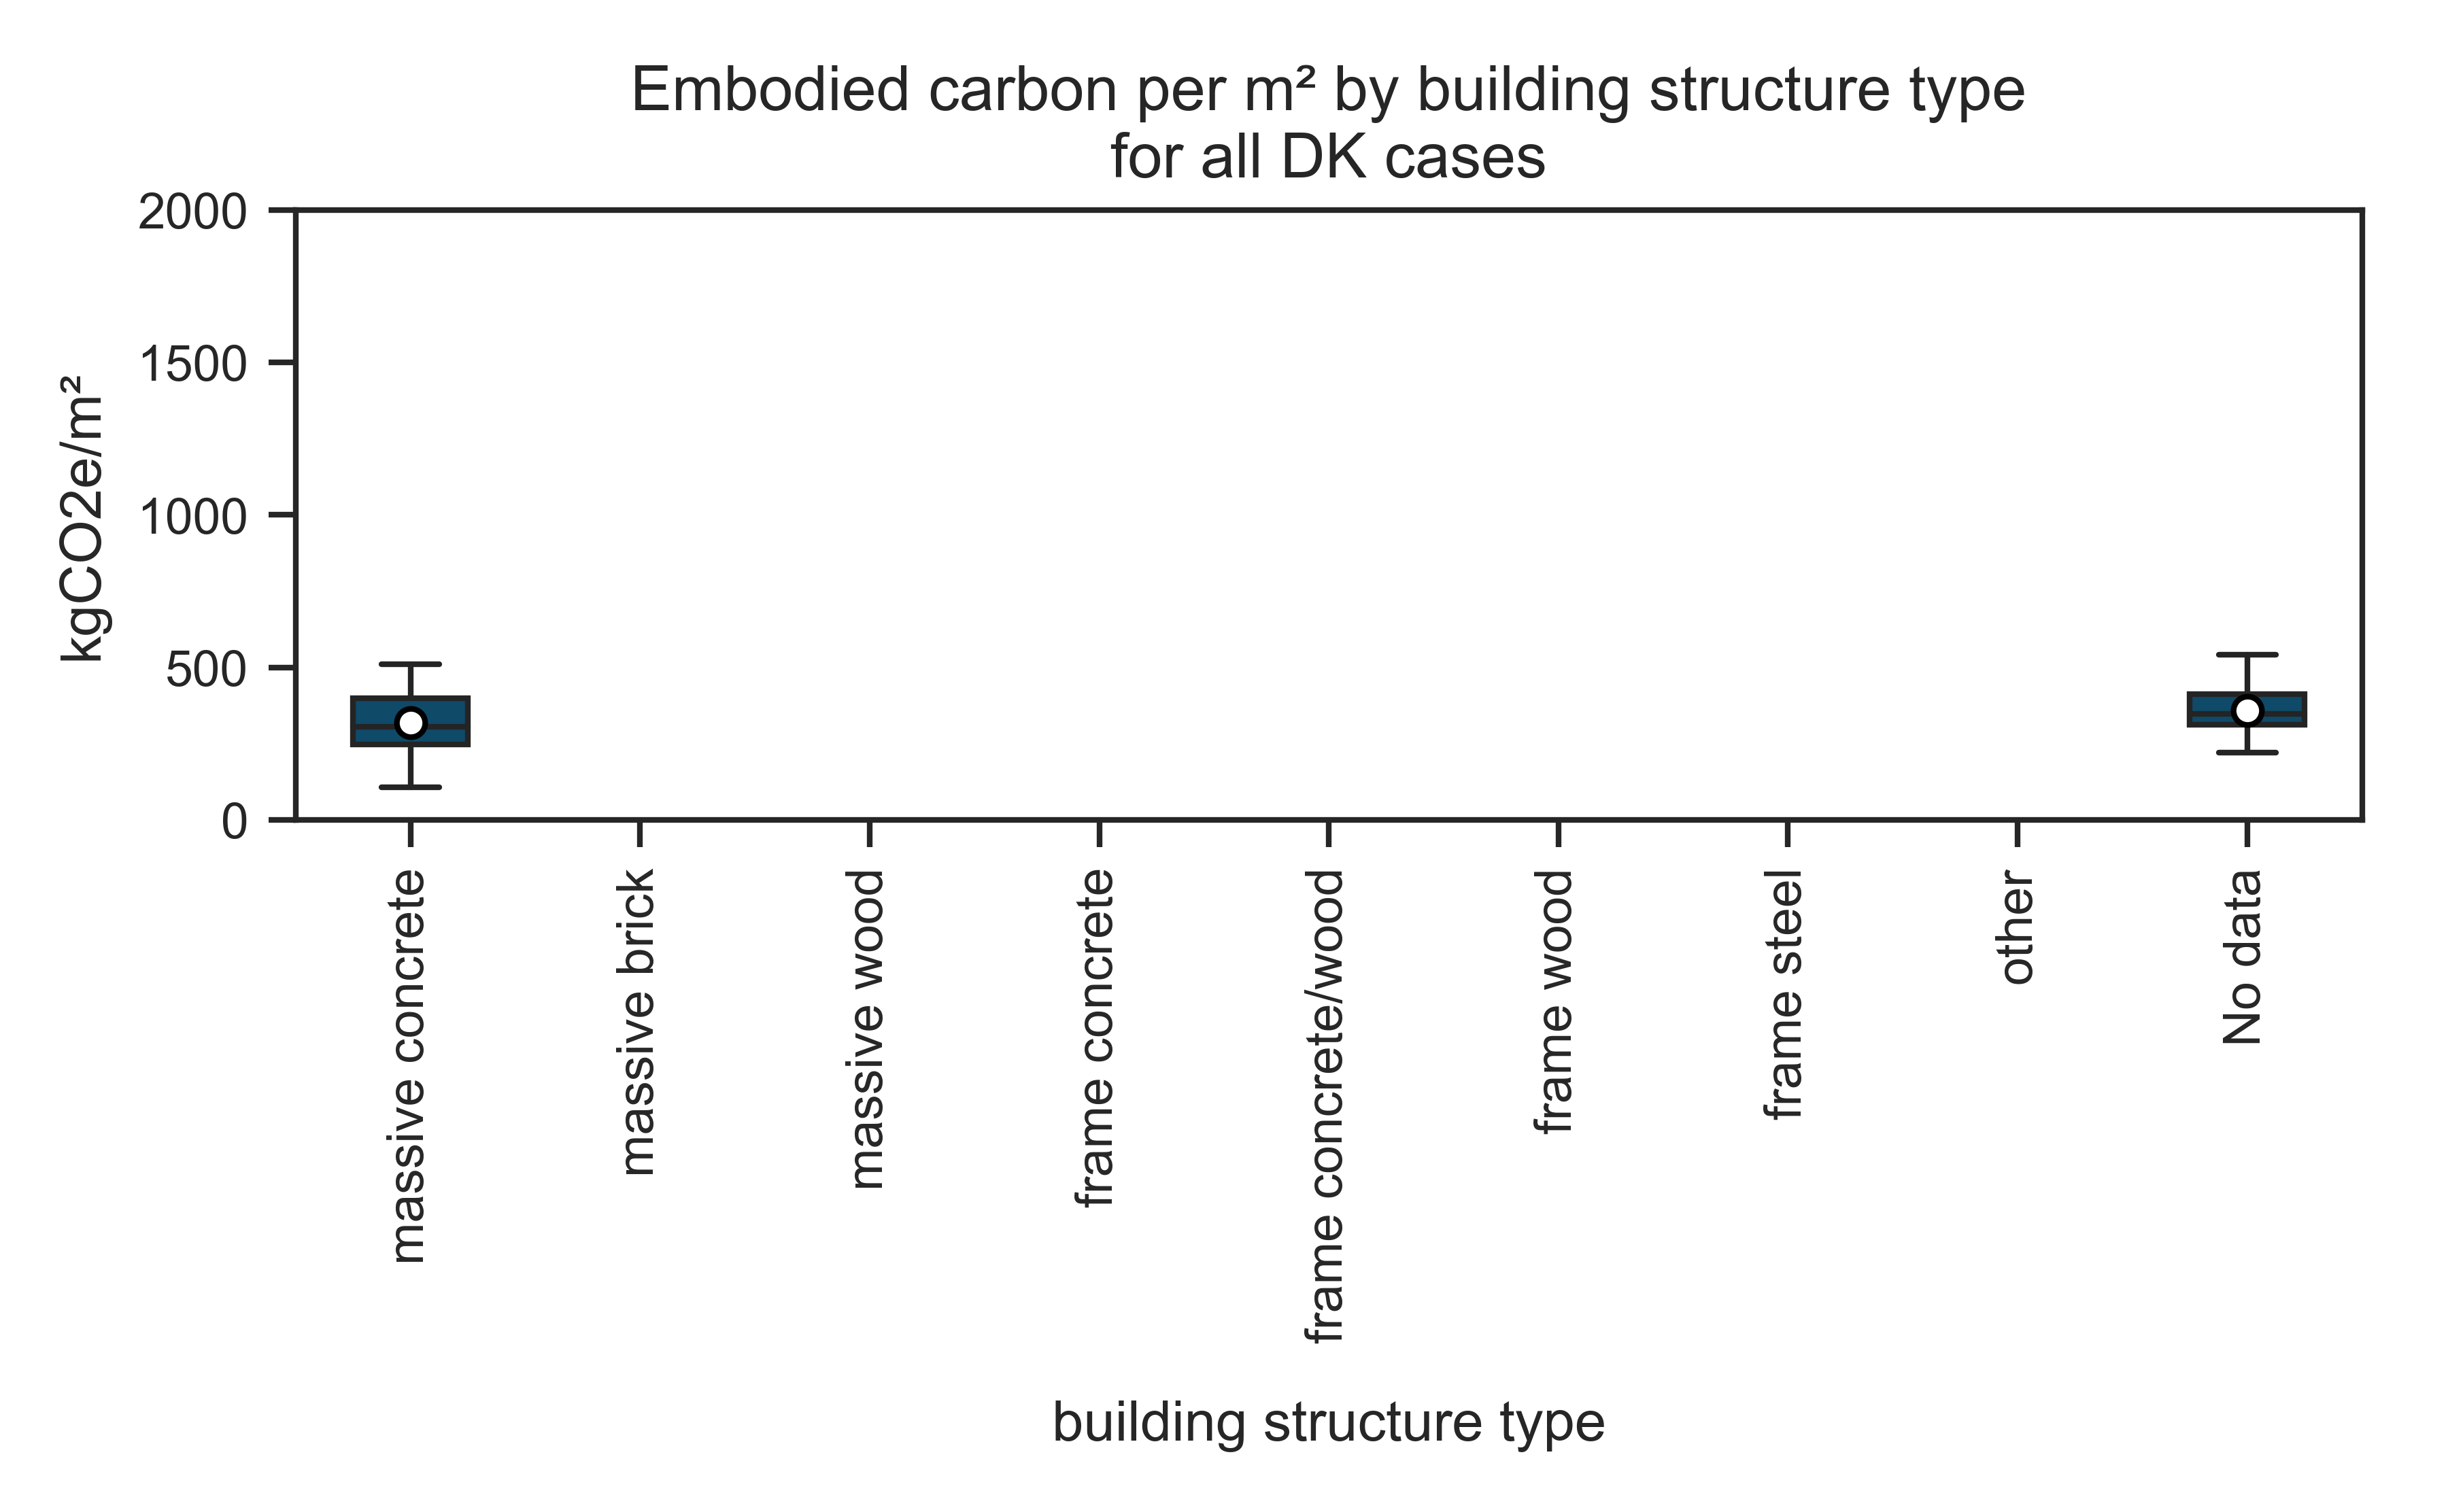 Embodied carbon per m² by building structure type
for all DK cases
2000
1500
1000
500
0
kgCO2e/m²
massive concrete
massive brick
massive wood
frame concrete
frame concrete/wood
frame wood
frame steel
other
No data
building structure type